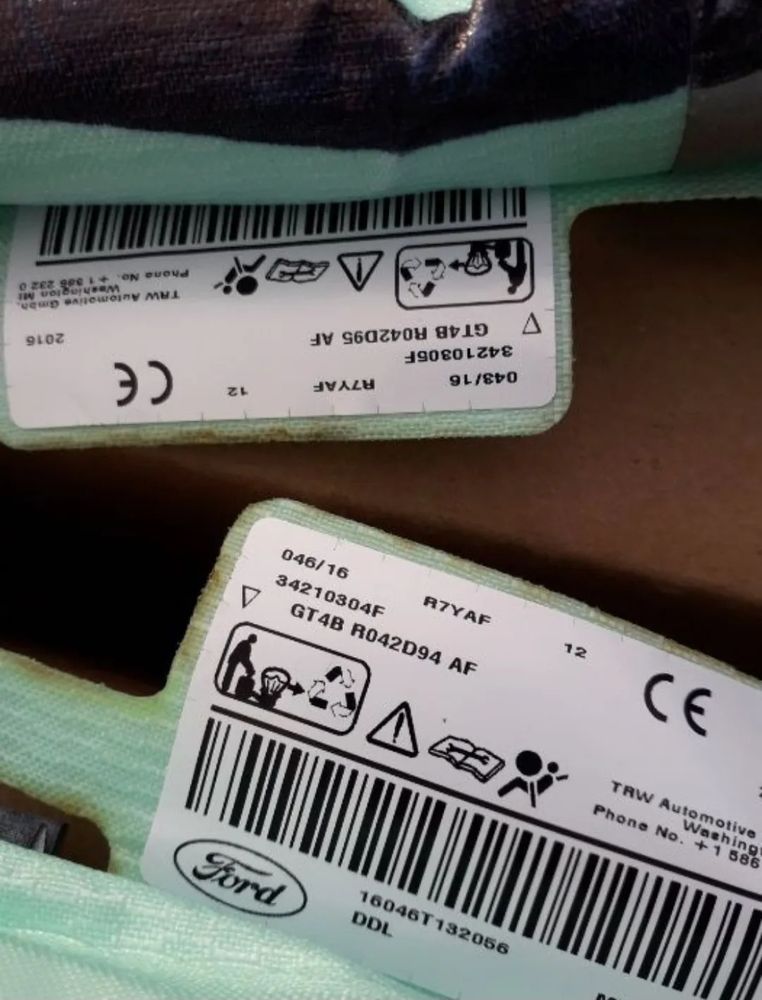 043/16 R7YAF 12
34210305F
GT4B R042D95 AF
2016
CE
TRW Automotive GmbH,
Washington MI
Phone No. +1 586 232 0
046/16 R7YAF 12
34210304F
GT4B R042D94 AF
CE
TRW Automotive
Washingt
Phone No. +1 586
Ford
16046T132056
DDL